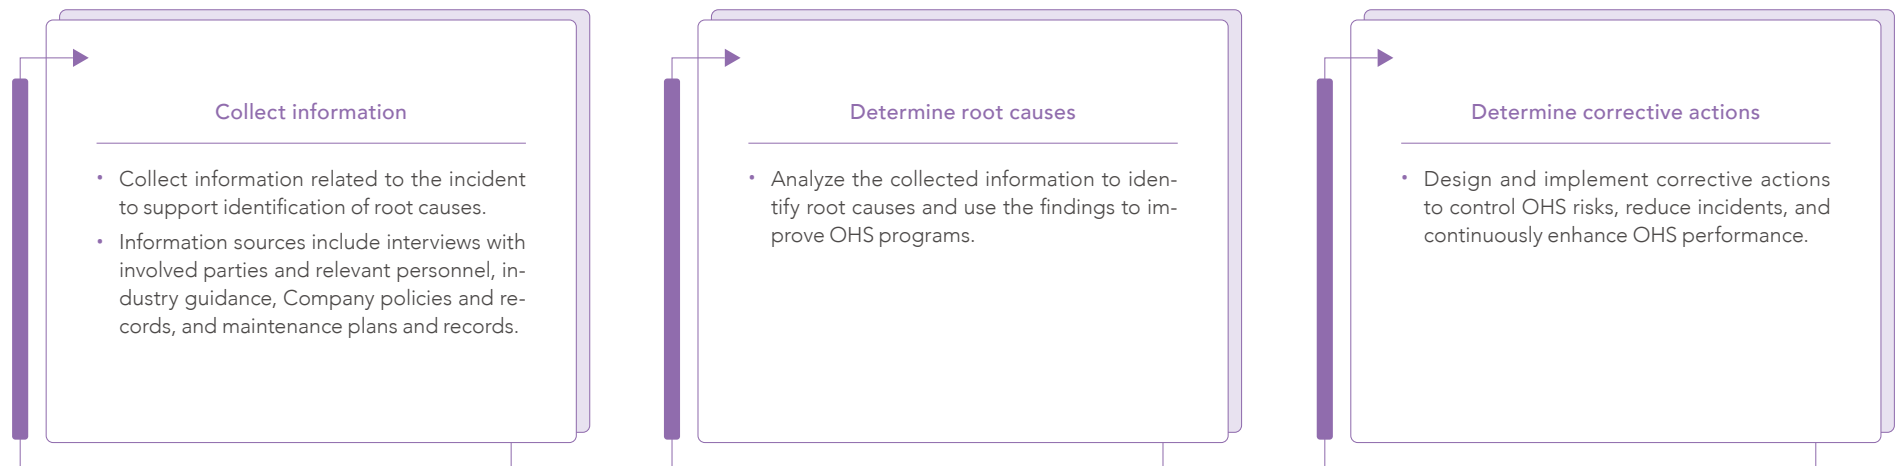 Collect information
• Collect information related to the incident
to support identification of root causes.
• Information sources include interviews with
involved parties and relevant personnel, in-
dustry guidance, Company policies and re-
cords, and maintenance plans and records.
Determine root causes
• Analyze the collected information to iden-
tify root causes and use the findings to im-
prove OHS programs.
Determine corrective actions
• Design and implement corrective actions
to control OHS risks, reduce incidents, and
continuously enhance OHS performance.